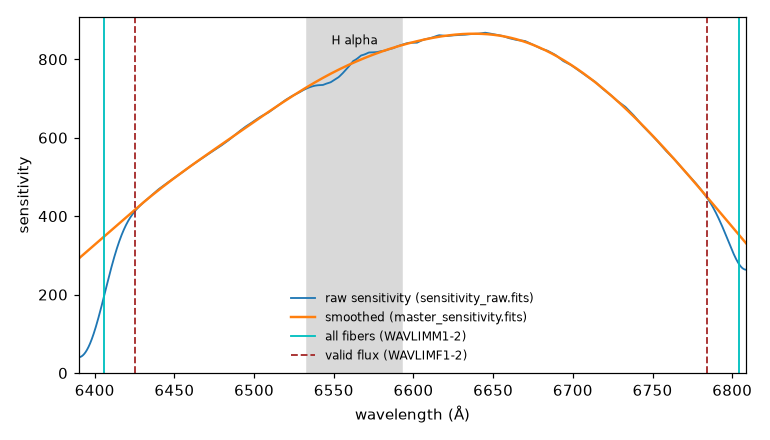 H alpha
800
600
400
200
0
sensitivity
raw sensitivity (sensitivity_raw.fits)
smoothed (master_sensitivity.fits)
all fibers (WAVLIMM1-2)
valid flux (WAVLIMF1-2)
6400 6450 6500 6550 6600 6650 6700 6750 6800
wavelength (Å)